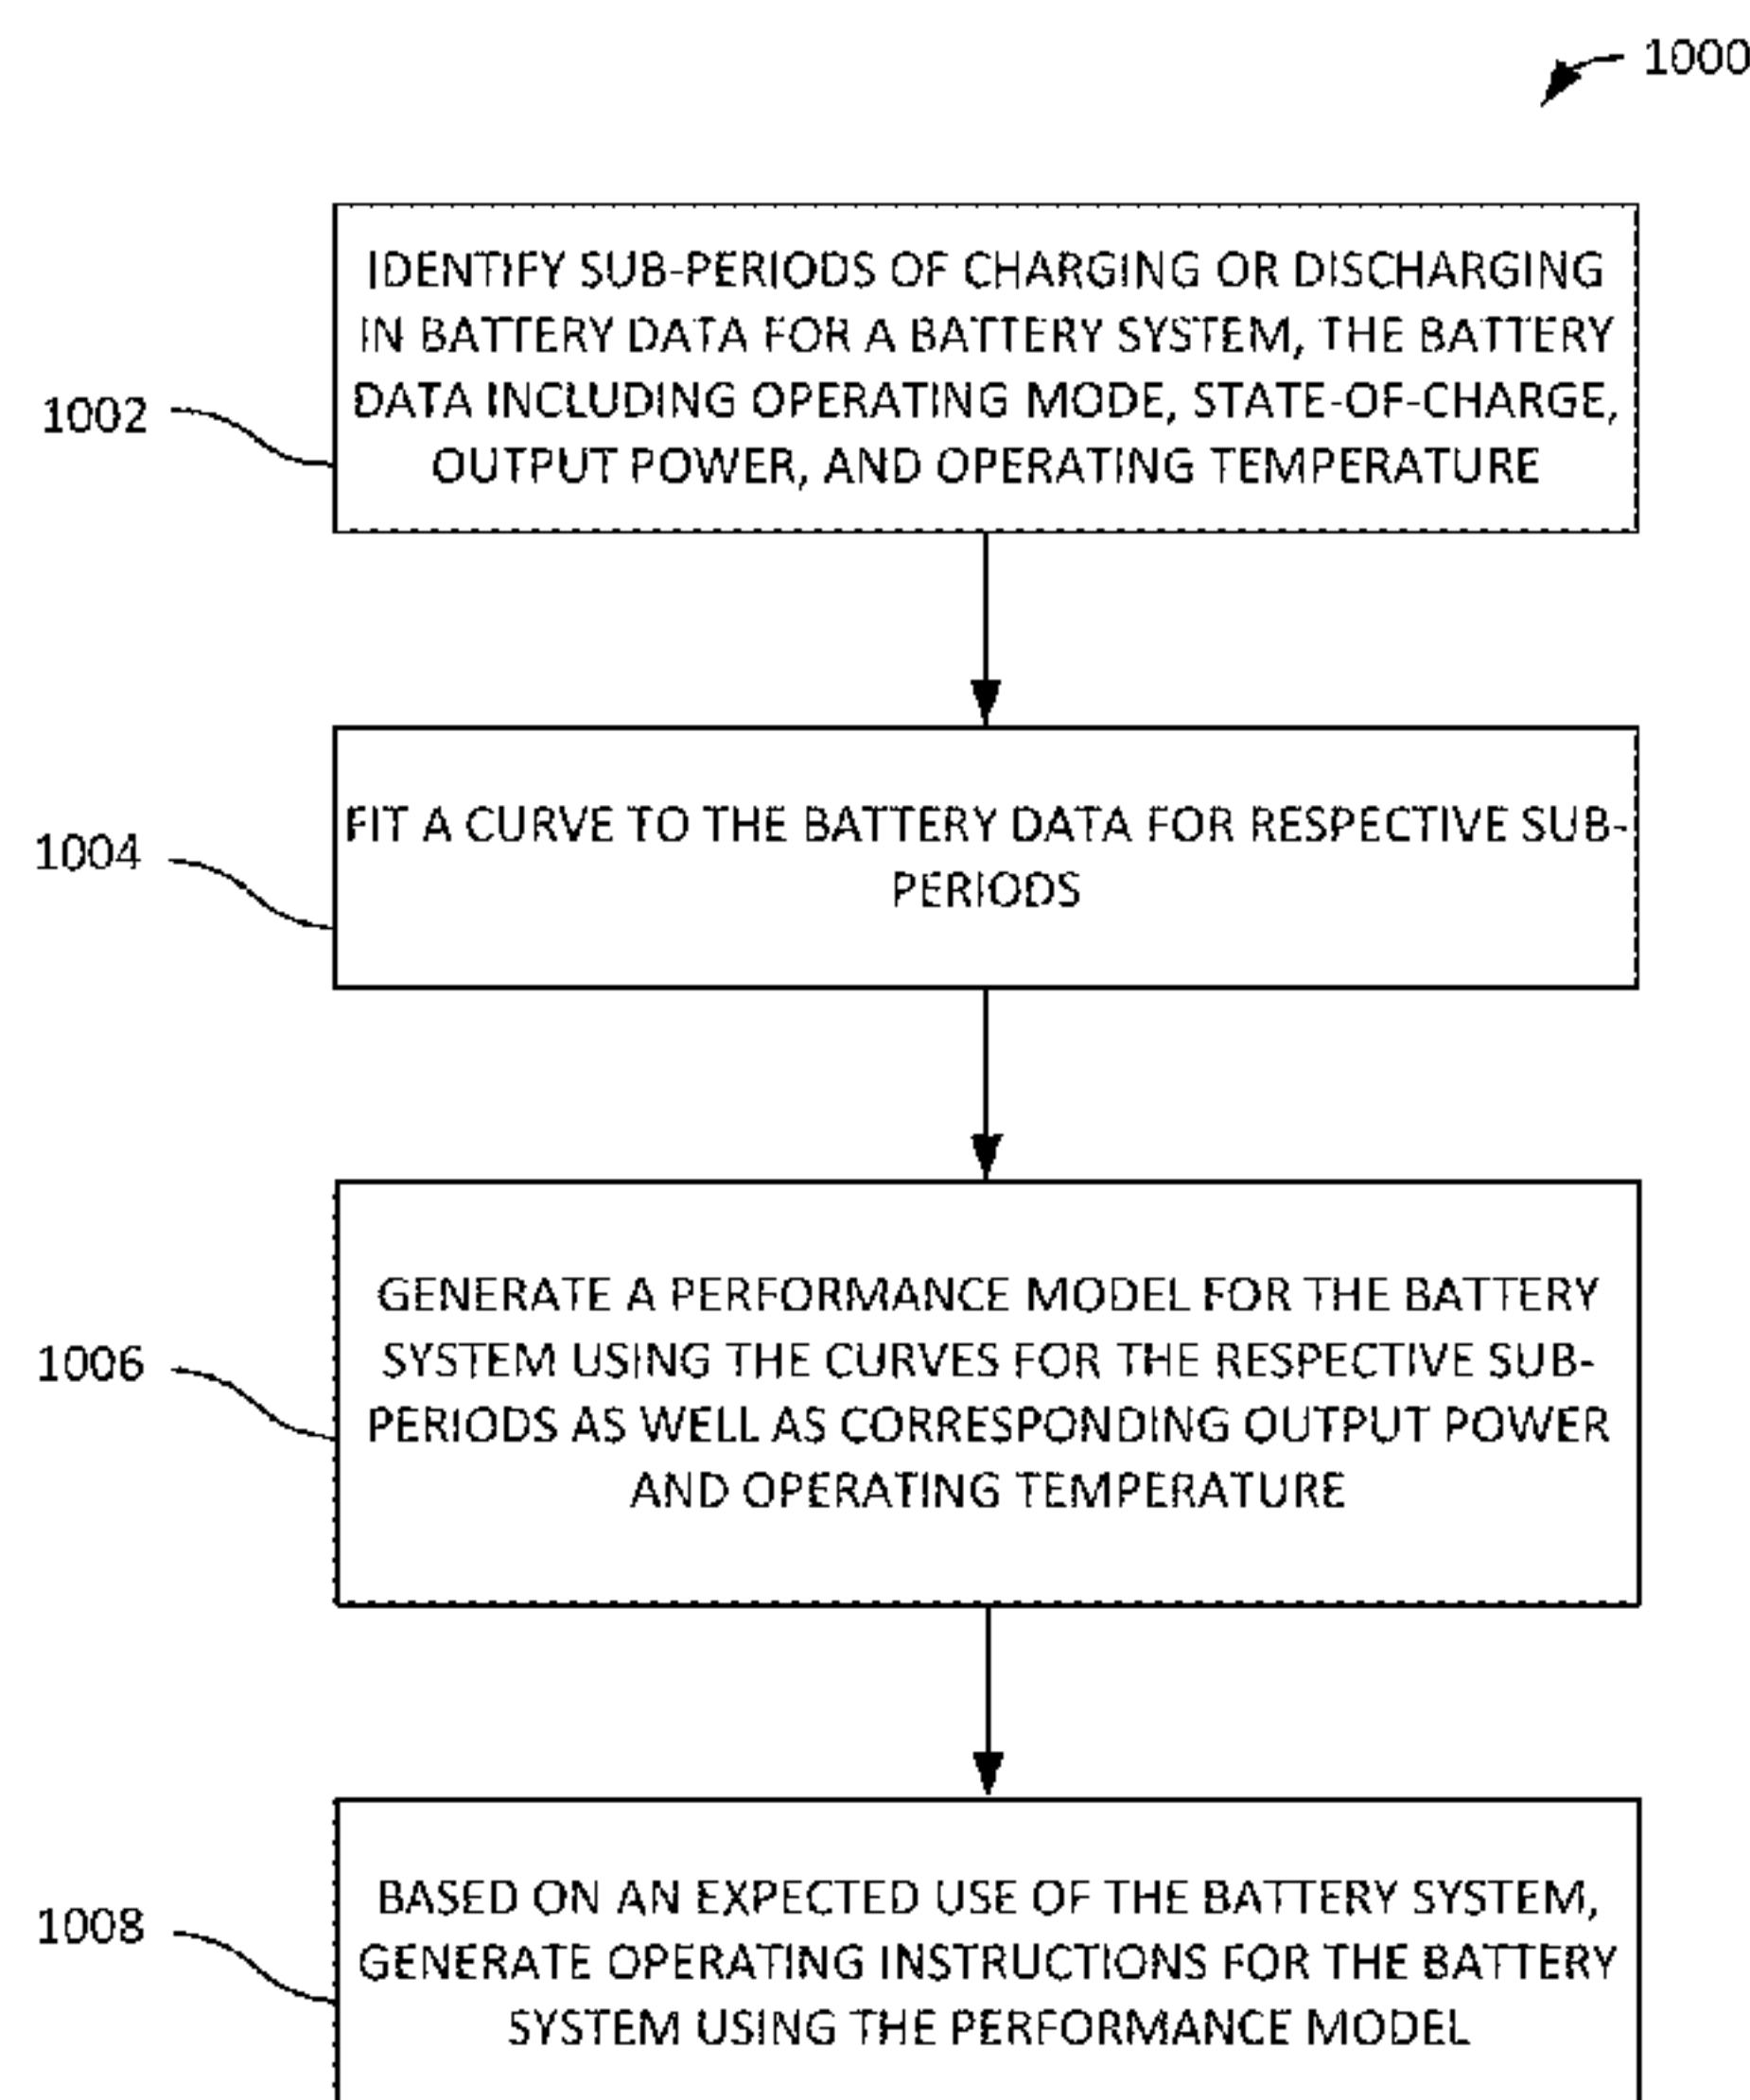 1000
IDENTIFY SUB-PERIODS OF CHARGING OR DISCHARGING
IN BATTERY DATA FOR A BATTERY SYSTEM, THE BATTERY
DATA INCLUDING OPERATING MODE, STATE-OF-CHARGE,
OUTPUT POWER, AND OPERATING TEMPERATURE
1002
FIT A CURVE TO THE BATTERY DATA FOR RESPECTIVE SUB-
PERIODS
1004
GENERATE A PERFORMANCE MODEL FOR THE BATTERY
SYSTEM USING THE CURVES FOR THE RESPECTIVE SUB-
PERIODS AS WELL AS CORRESPONDING OUTPUT POWER
AND OPERATING TEMPERATURE
1006
BASED ON AN EXPECTED USE OF THE BATTERY SYSTEM,
GENERATE OPERATING INSTRUCTIONS FOR THE BATTERY
SYSTEM USING THE PERFORMANCE MODEL
1008